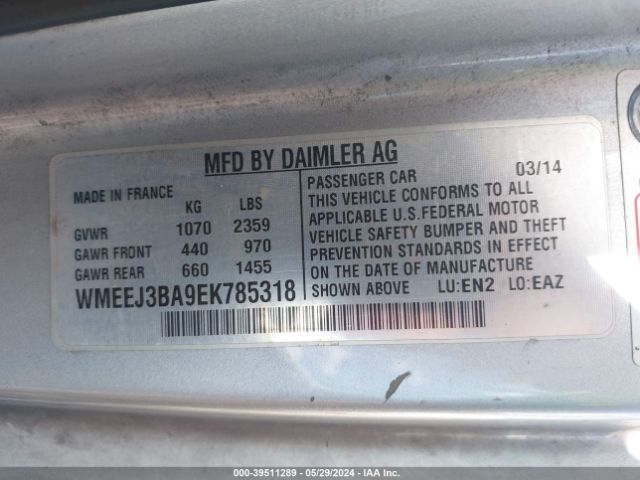 MFD BY DAIMLER AG
MADE IN FRANCE
KG LBS
GVWR 1070 2359
GAWR FRONT 440 970
GAWR REAR 660 1455
WMEEJ3BA9EK785318
PASSENGER CAR 03/14
THIS VEHICLE CONFORMS TO ALL
APPLICABLE U.S.FEDERAL MOTOR
VEHICLE SAFETY BUMPER AND THEFT
PREVENTION STANDARDS IN EFFECT
ON THE DATE OF MANUFACTURE
SHOWN ABOVE LU:EN2 LO:EAZ
000-39511289 - 05/29/2024 - IAA Inc.